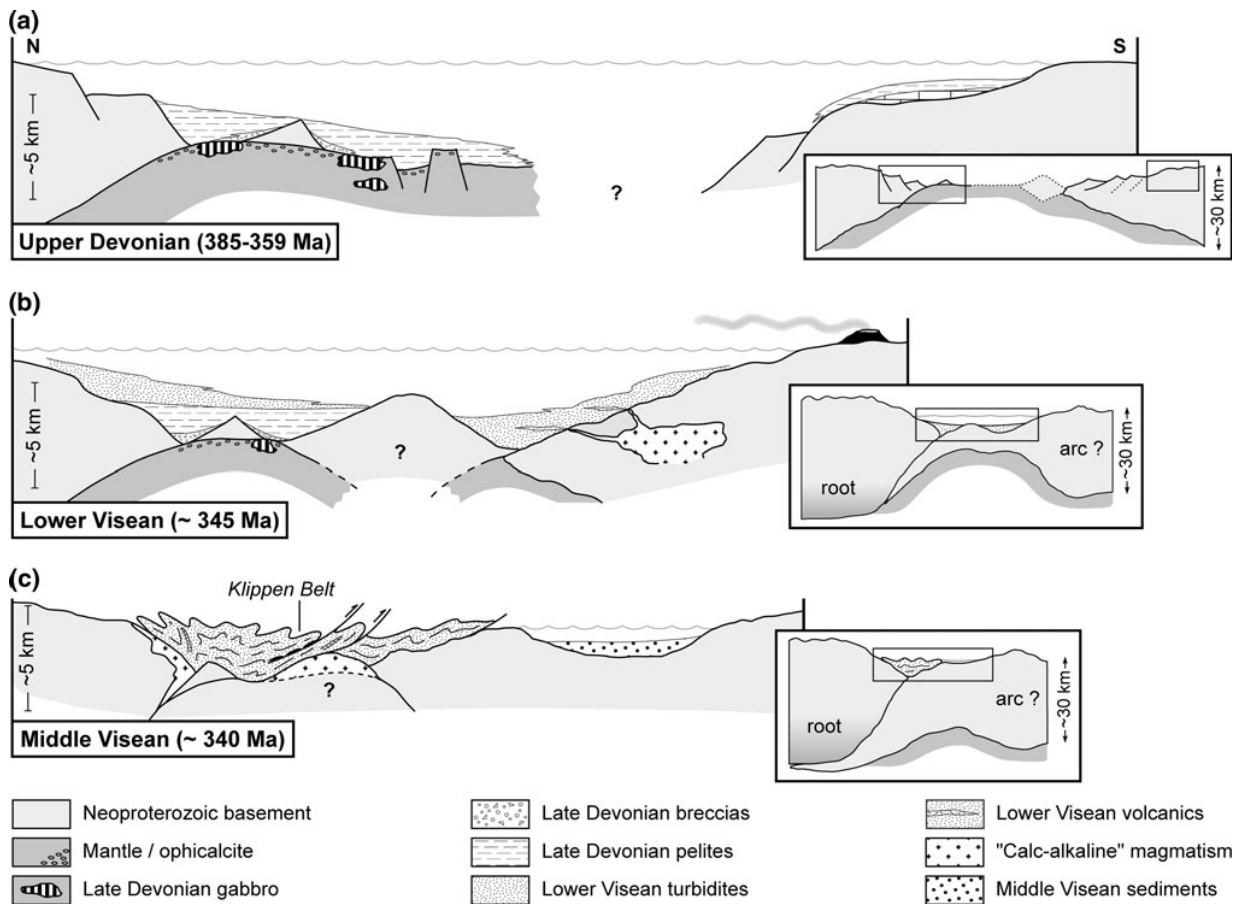 (a)
N
S
~5 km
?
~30 km
Upper Devonian (385-359 Ma)
(b)
~5 km
?
root
arc ?
~30 km
Lower Visean (~ 345 Ma)
(c)
Klippen Belt
~5 km
?
root
arc ?
~30 km
Middle Visean (~ 340 Ma)
Neoproterozoic basement
Mantle / ophicalcite
Late Devonian gabbro
Late Devonian breccias
Late Devonian pelites
Lower Visean turbidites
Lower Visean volcanics
"Calc-alkaline" magmatism
Middle Visean sediments